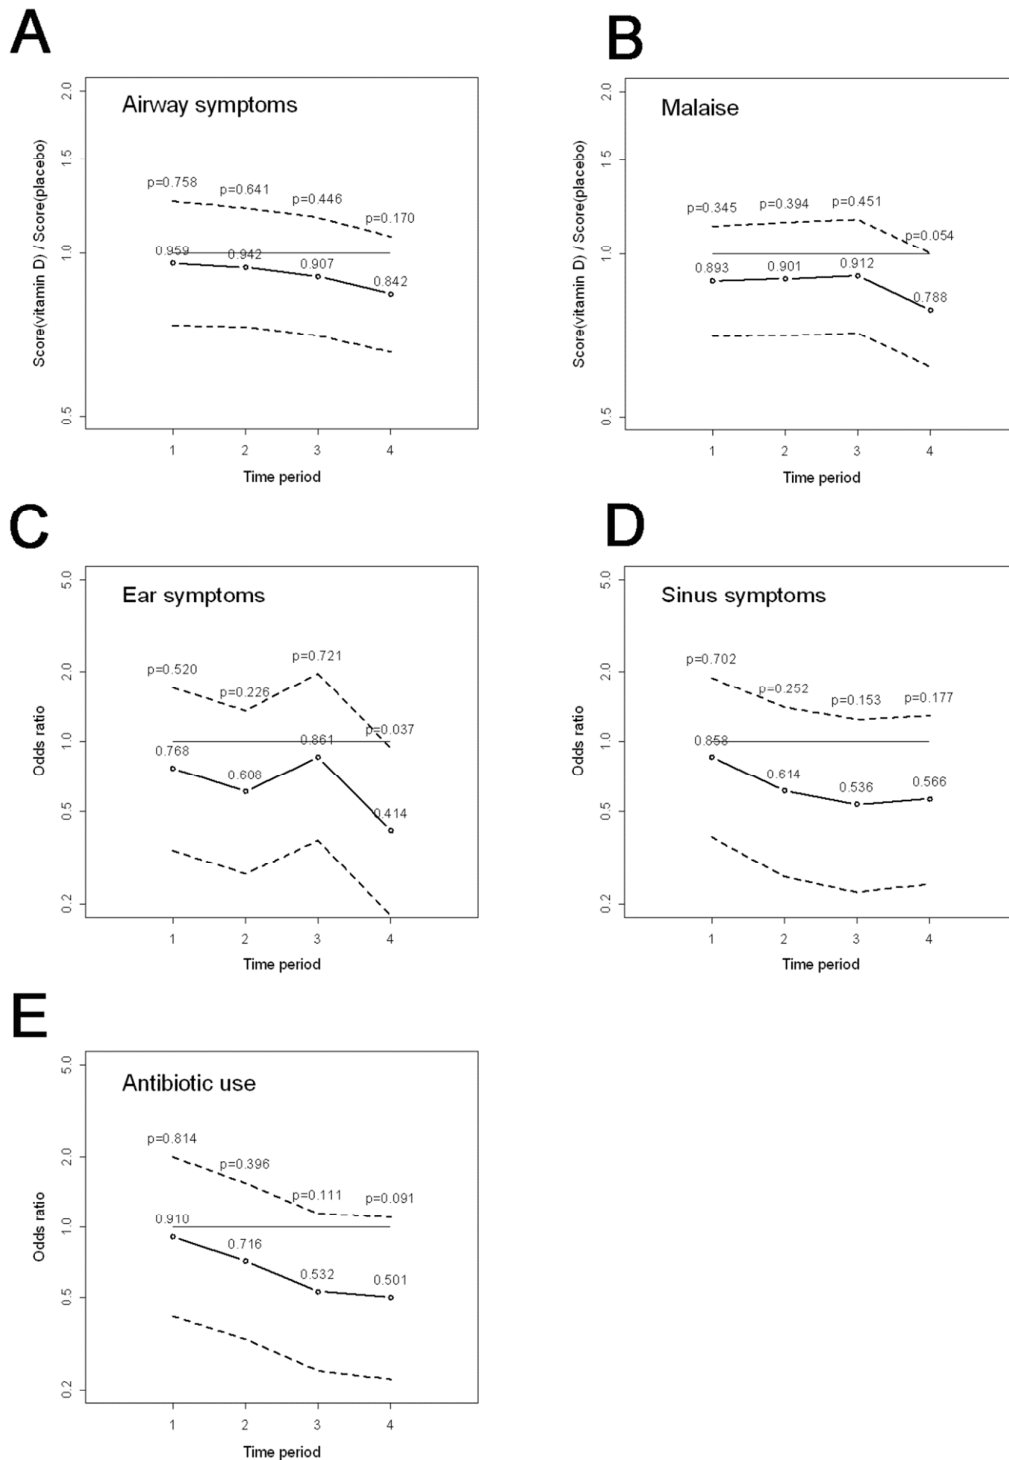 A
Airway symptoms
Score(vitamin D) / Score(placebo)
2.0
1.5
1.0
0.5
p=0.758
p=0.641
p=0.446
p=0.170
0.959
0.942
0.907
0.842
1
2
3
4
Time period
B
Malaise
Score(vitamin D) / Score(placebo)
2.0
1.5
1.0
0.5
p=0.345
p=0.394
p=0.451
p=0.054
0.893
0.901
0.912
0.788
1
2
3
4
Time period
C
Ear symptoms
Odds ratio
5.0
2.0
1.0
0.5
0.2
p=0.520
p=0.226
p=0.721
p=0.037
0.768
0.608
0.861
0.414
1
2
3
4
Time period
D
Sinus symptoms
Odds ratio
5.0
2.0
1.0
0.5
0.2
p=0.702
p=0.252
p=0.153
p=0.177
0.858
0.614
0.536
0.566
1
2
3
4
Time period
E
Antibiotic use
Odds ratio
5.0
2.0
1.0
0.5
0.2
p=0.814
p=0.396
p=0.111
p=0.091
0.910
0.716
0.532
0.501
1
2
3
4
Time period